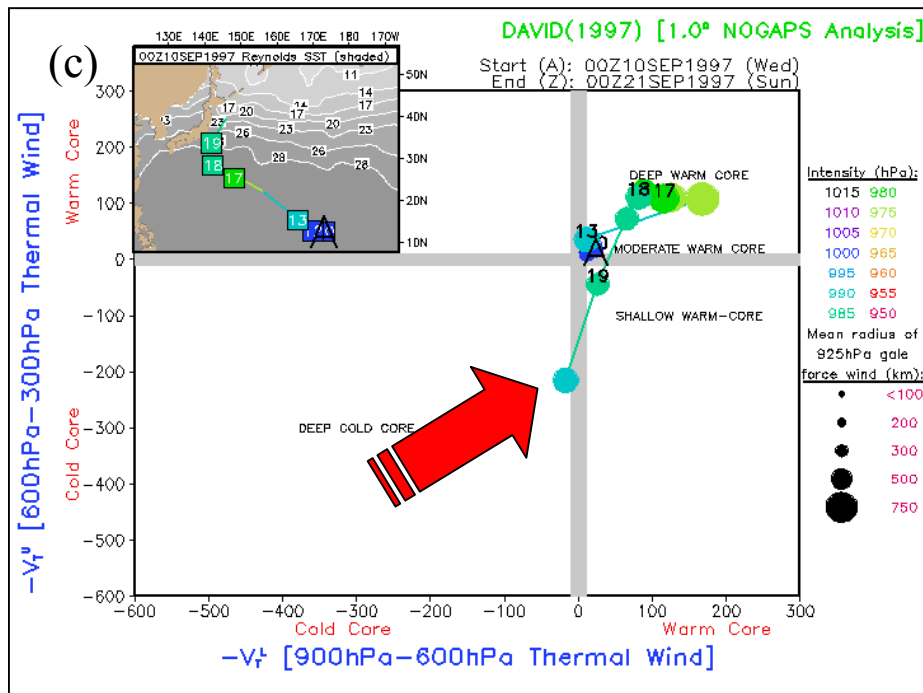 (c)
DAVID(1997) [1.0° NOGAPS Analysis]
Start (A): 00Z10SEP1997 (Wed)
End (Z): 00Z21SEP1997 (Sun)
130E 140E 150E 160E 170E 180 170W
00Z10SEP1997 Reynolds SST (shaded)
50N
40N
30N
20N
10N
11
14
17
17
14
17
20
20
23
23
23
26
26
28
28
19
18
17
13
A
300
200
100
0
-100
-200
-300
-400
-500
-600
-600 -500 -400 -300 -200 -100 0 100 200 300
Warm Core
Cold Core
-V_T^U [600hPa-300hPa Thermal Wind]
DEEP WARM CORE
18 17
13
A
MODERATE WARM CORE
19
SHALLOW WARM-CORE
DEEP COLD CORE
Cold Core
Warm Core
-V_T^L [900hPa-600hPa Thermal Wind]
Intensity (hPa):
1015 980
1010 975
1005 970
1000 965
995 960
990 955
985 950
Mean radius of
925hPa gale
force wind (km):
<100
200
300
500
750